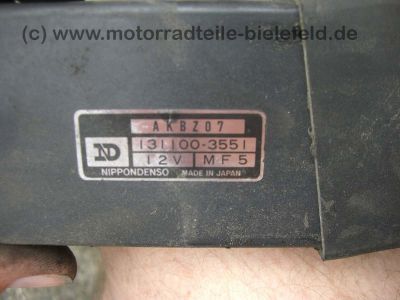 (c) www.motorradteile-bielefeld.de
AKBZ07
ND 131100-3551
12V MF5
NIPPONDENSO MADE IN JAPAN